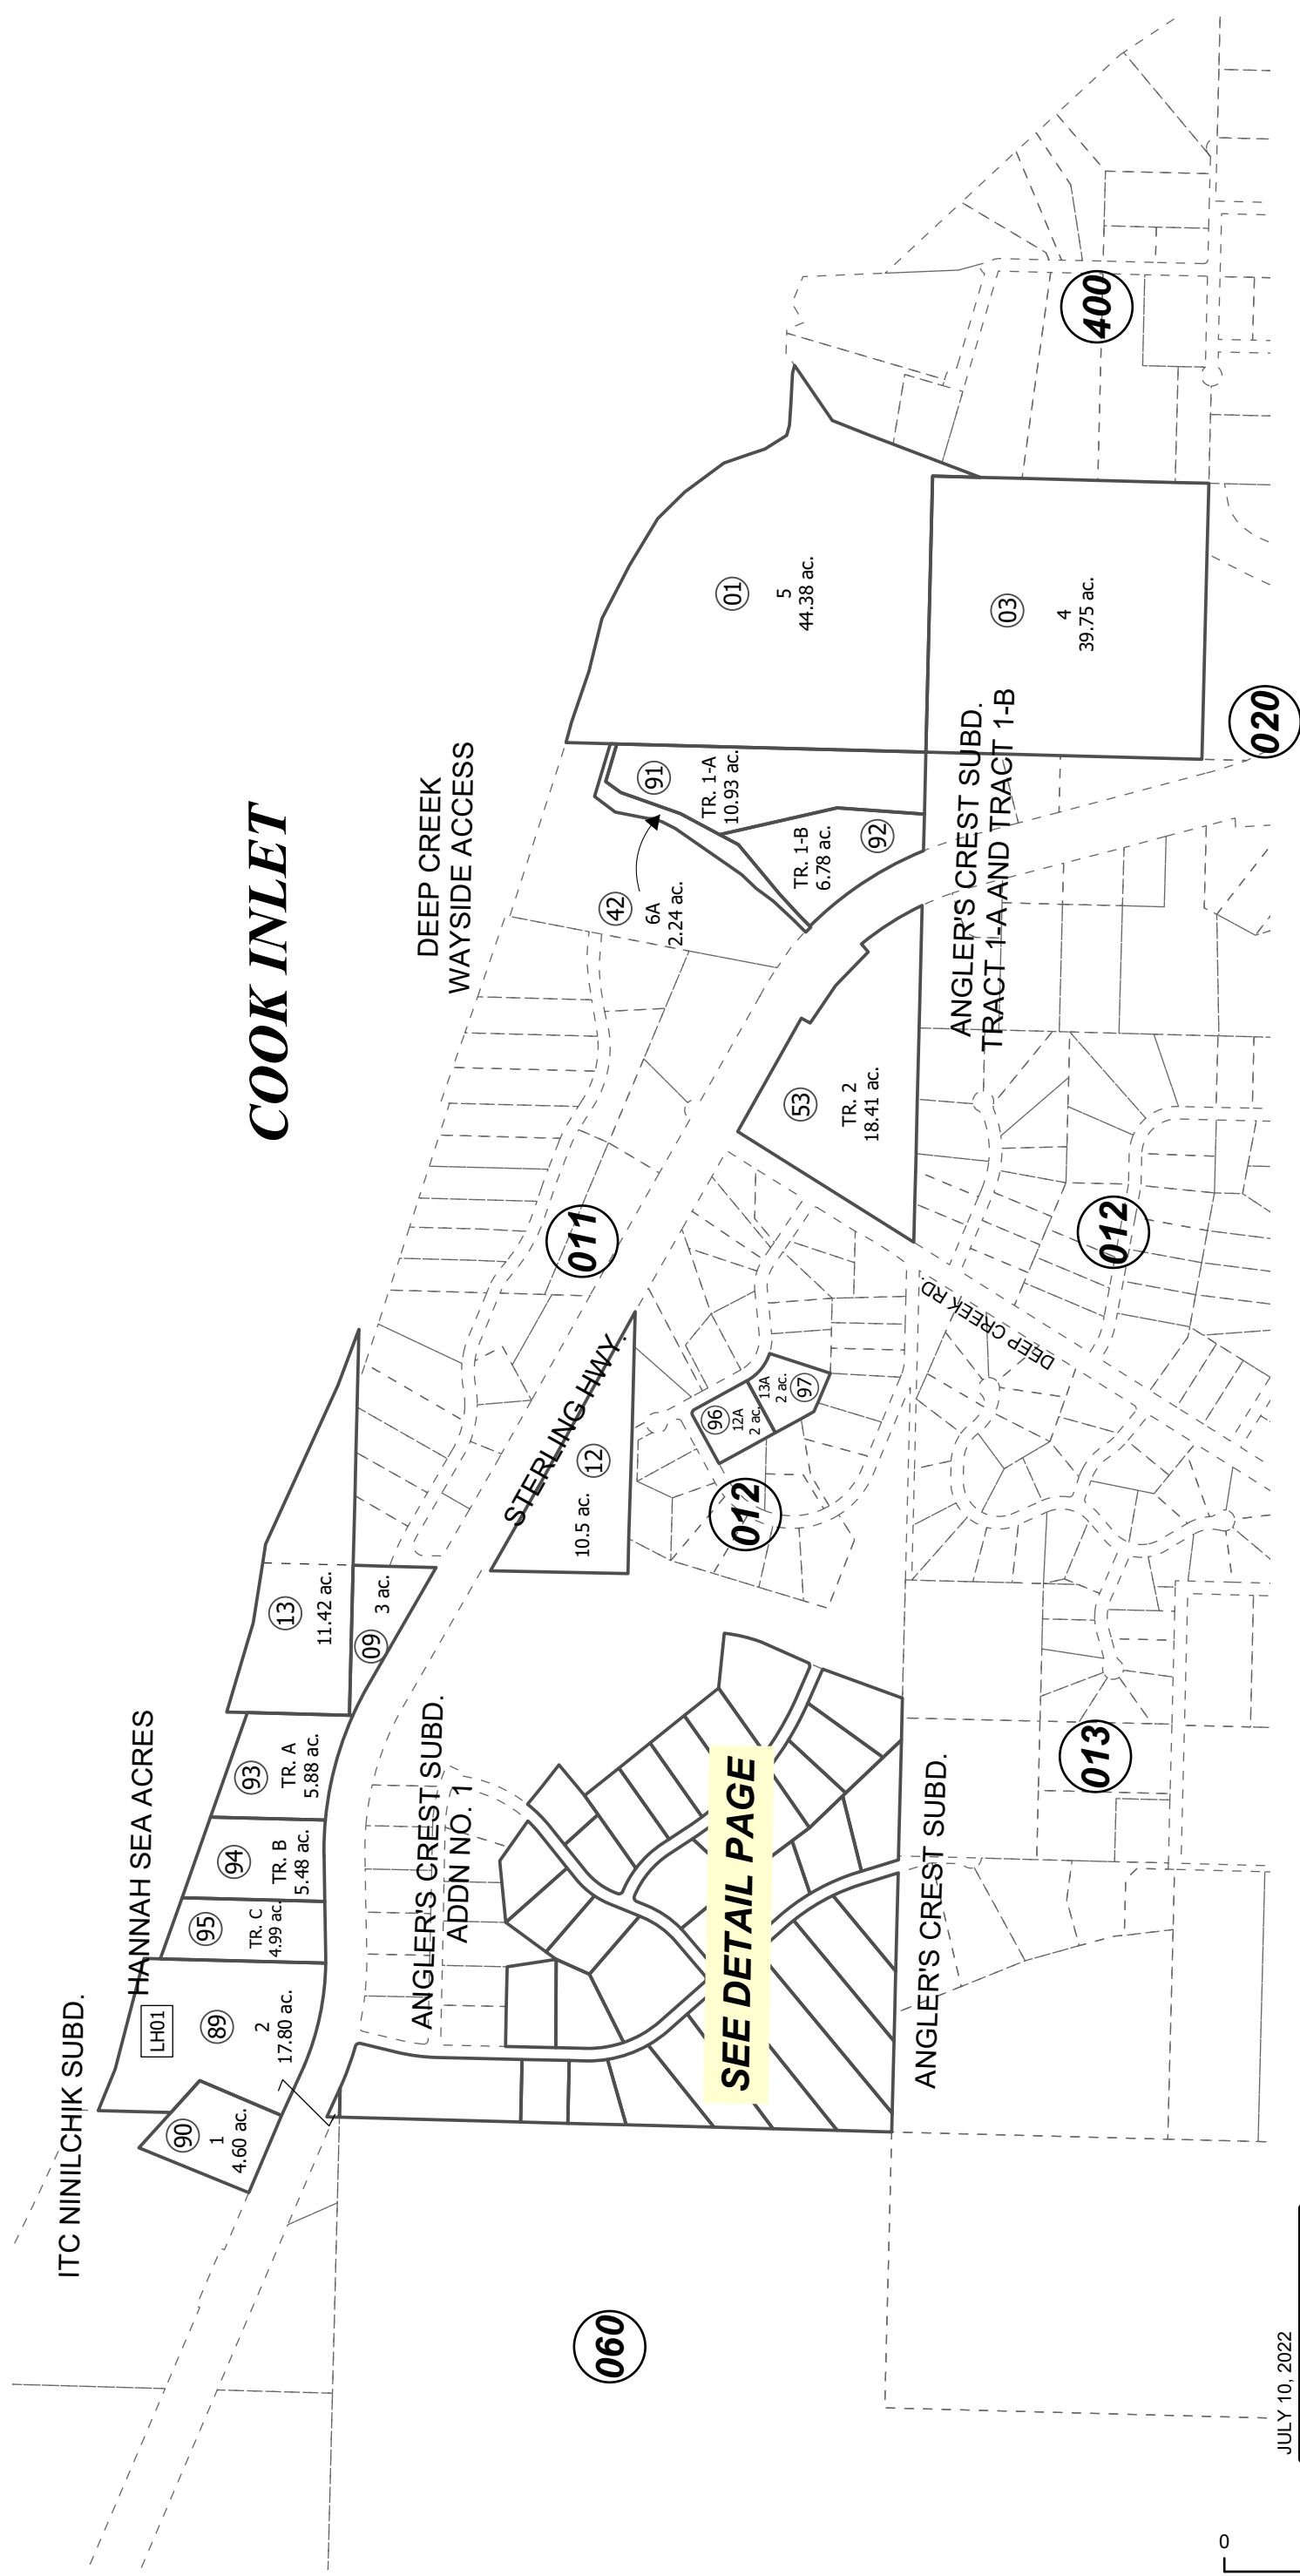 COOK INLET
ITC NINILCHIK SUBD.
HANNAH SEA ACRES
DEEP CREEK
WAYSIDE ACCESS
LH01
90
1
4.60 ac.
89
2
17.80 ac.
95
TR. C
4.99 ac.
94
TR. B
5.48 ac.
93
TR. A
5.88 ac.
13
11.42 ac.
09
3 ac.
ANGLER'S CREST SUBD.
ADDN NO. 1
STERLING HWY.
10.5 ac.
12
011
42
6A
2.24 ac.
91
TR. 1-A
10.93 ac.
TR. 1-B
6.78 ac.
92
01
5
44.38 ac.
03
4
39.75 ac.
400
53
TR. 2
18.41 ac.
ANGLER'S CREST SUBD.
TRACT 1-A AND TRACT 1-B
96
12A
2 ac.
13A
2 ac.
97
012
DEEP CREEK RD.
012
SEE DETAIL PAGE
ANGLER'S CREST SUBD.
013
060
020
JULY 10, 2022
0